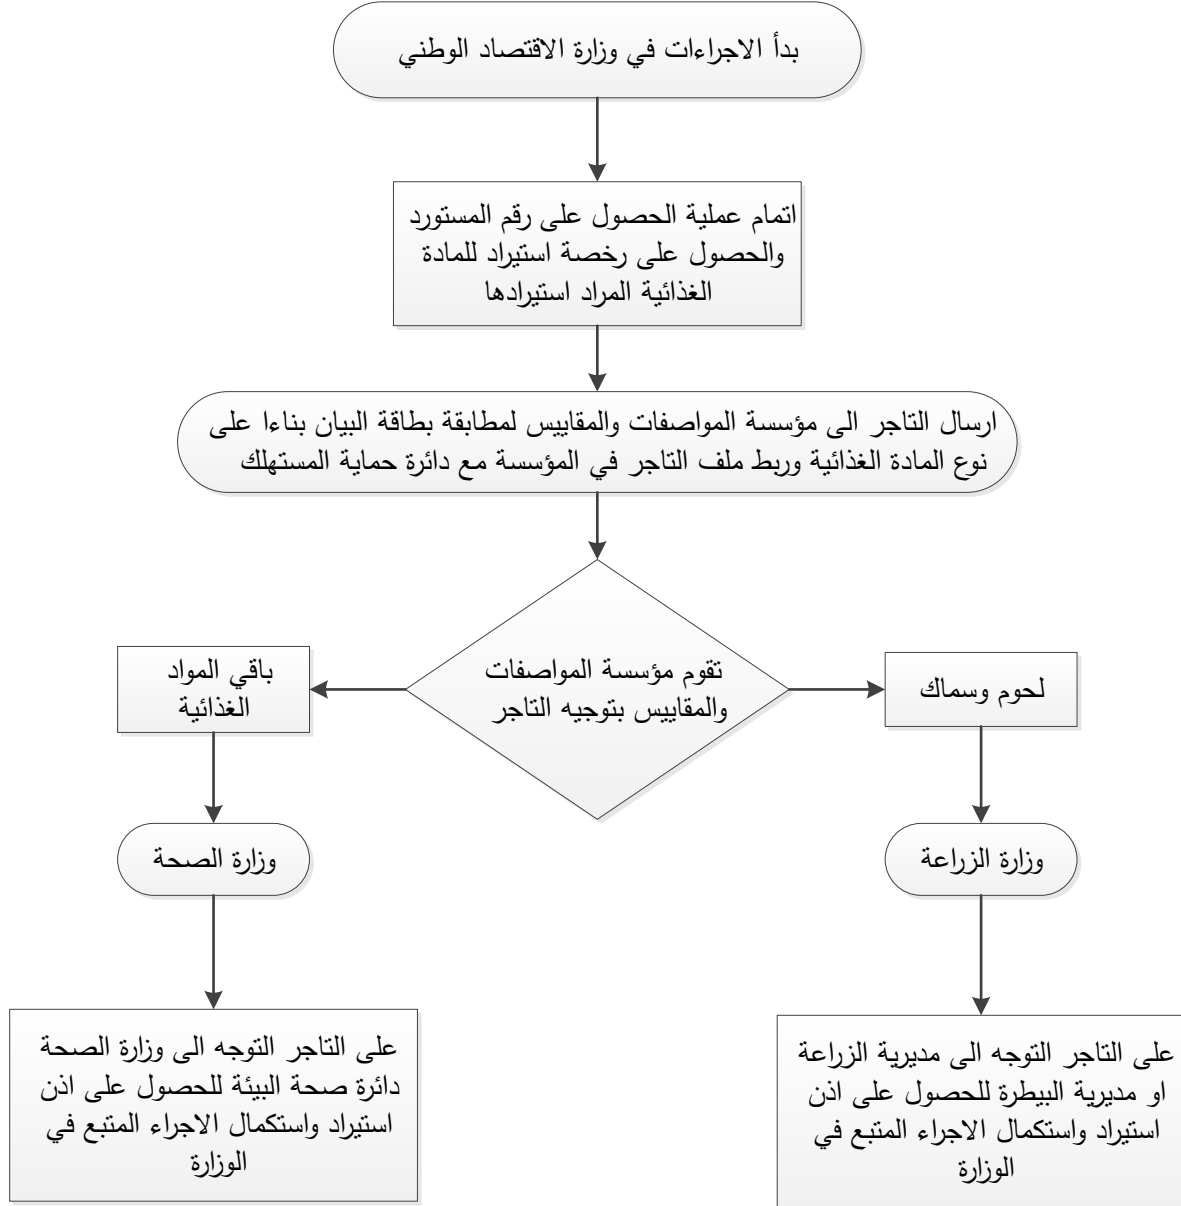 بدأ الاجراءات في وزارة الاقتصاد الوطني
اتمام عملية الحصول على رقم المستورد
والحصول على رخصة استيراد للمادة
الغذائية المراد استيرادها
ارسال التاجر الى مؤسسة المواصفات والمقاييس لمطابقة بطاقة البيان بناءا على
نوع المادة الغذائية وربط ملف التاجر في المؤسسة مع دائرة حماية المستهلك
تقوم مؤسسة المواصفات
والمقاييس بتوجيه التاجر
لحوم وسماك
باقي المواد
الغذائية
وزارة الزراعة
وزارة الصحة
على التاجر التوجه الى مديرية الزراعة
او مديرية البيطرة للحصول على اذن
استيراد واستكمال الاجراء المتبع في
الوزارة
على التاجر التوجه الى وزارة الصحة
دائرة صحة البيئة للحصول على اذن
استيراد واستكمال الاجراء المتبع في
الوزارة